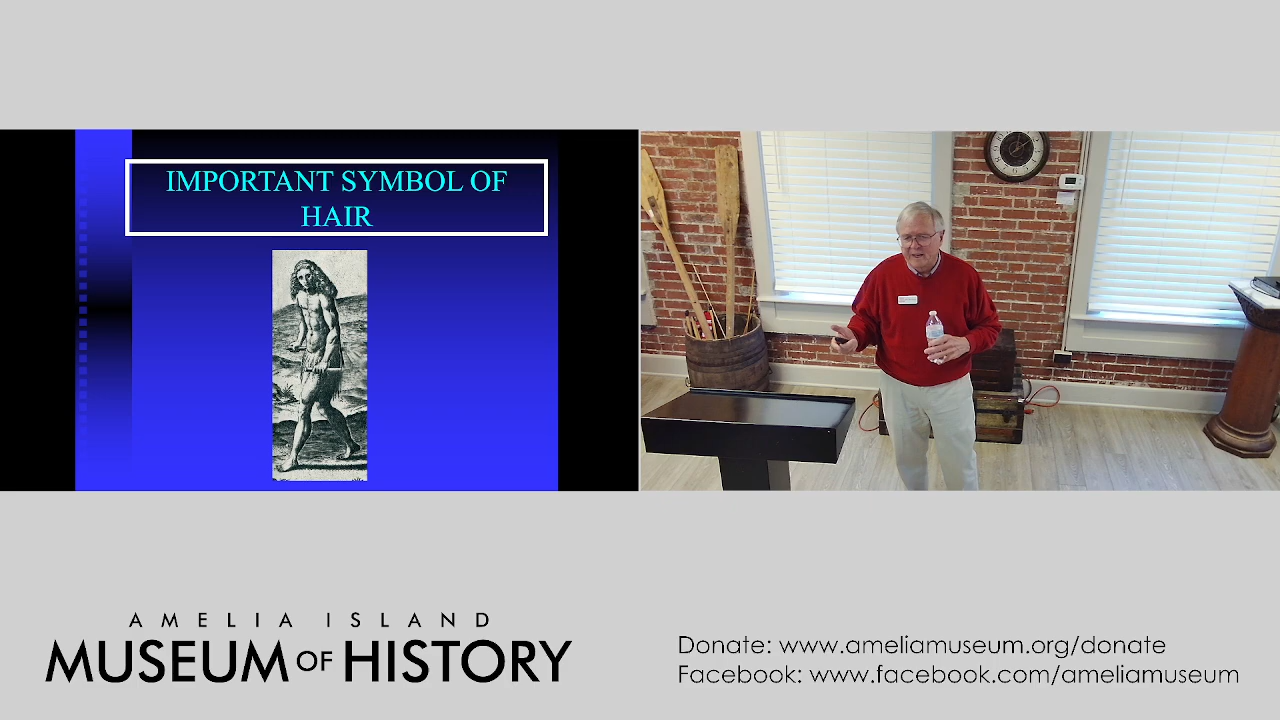 IMPORTANT SYMBOL OF
HAIR
AMELIA ISLAND
MUSEUM OF HISTORY
Donate: www.ameliamuseum.org/donate
Facebook: www.facebook.com/ameliamuseum